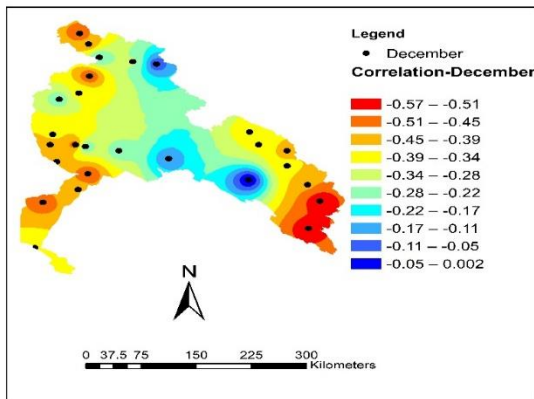 Legend
December
Correlation-December
-0.57 – -0.51
-0.51 – -0.45
-0.45 – -0.39
-0.39 – -0.34
-0.34 – -0.28
-0.28 – -0.22
-0.22 – -0.17
-0.17 – -0.11
-0.11 – -0.05
-0.05 – 0.002
N
0 37.5 75 150 225 300
Kilometers